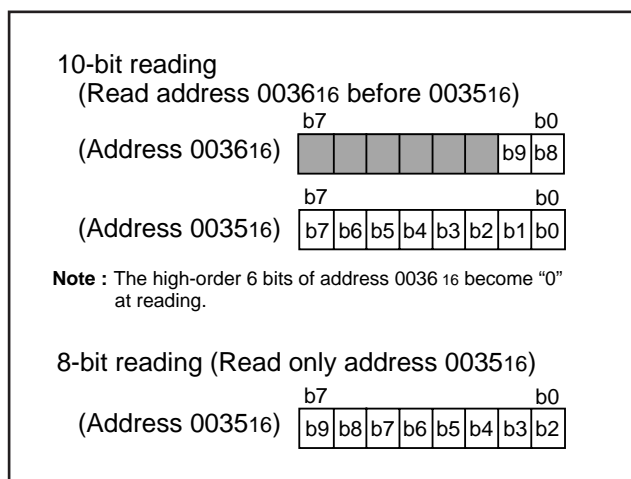 10-bit reading
(Read address 003616 before 003516)
b7 b0
(Address 003616) b9 b8
b7 b0
(Address 003516) b7 b6 b5 b4 b3 b2 b1 b0
Note : The high-order 6 bits of address 0036 16 become “0”
at reading.
8-bit reading (Read only address 003516)
b7 b0
(Address 003516) b9 b8 b7 b6 b5 b4 b3 b2